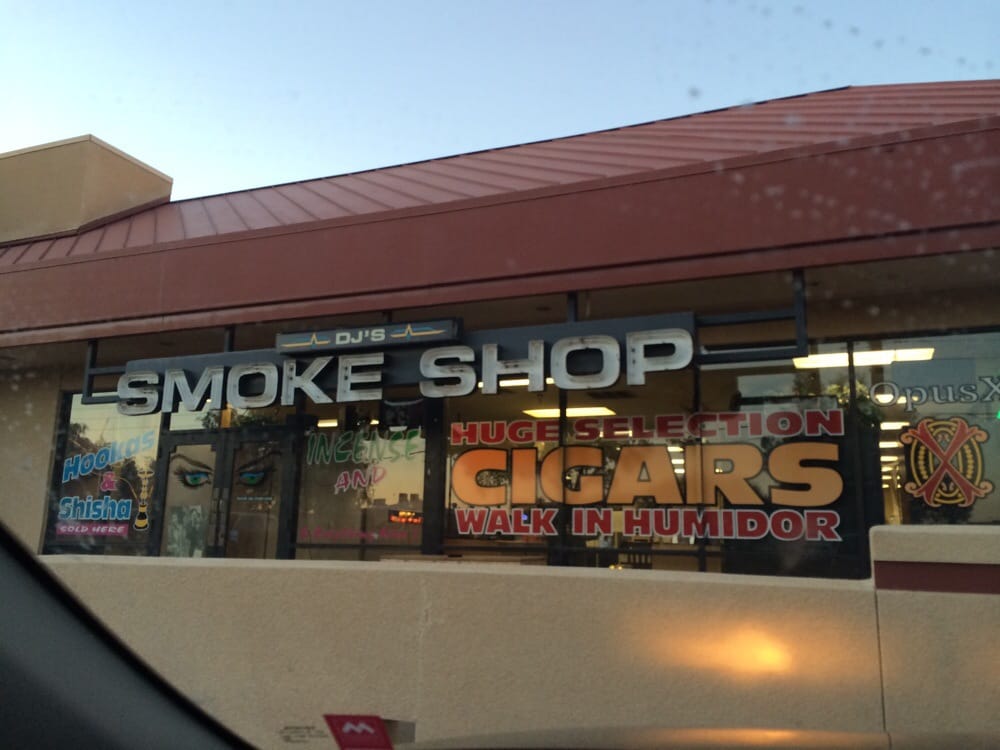 DJ'S
SMOKE SHOP
Hookas
&
Shisha
SOLD HERE
INCENSE
AND
HUGE SELECTION
CIGARS
WALK IN HUMIDOR
OpusX